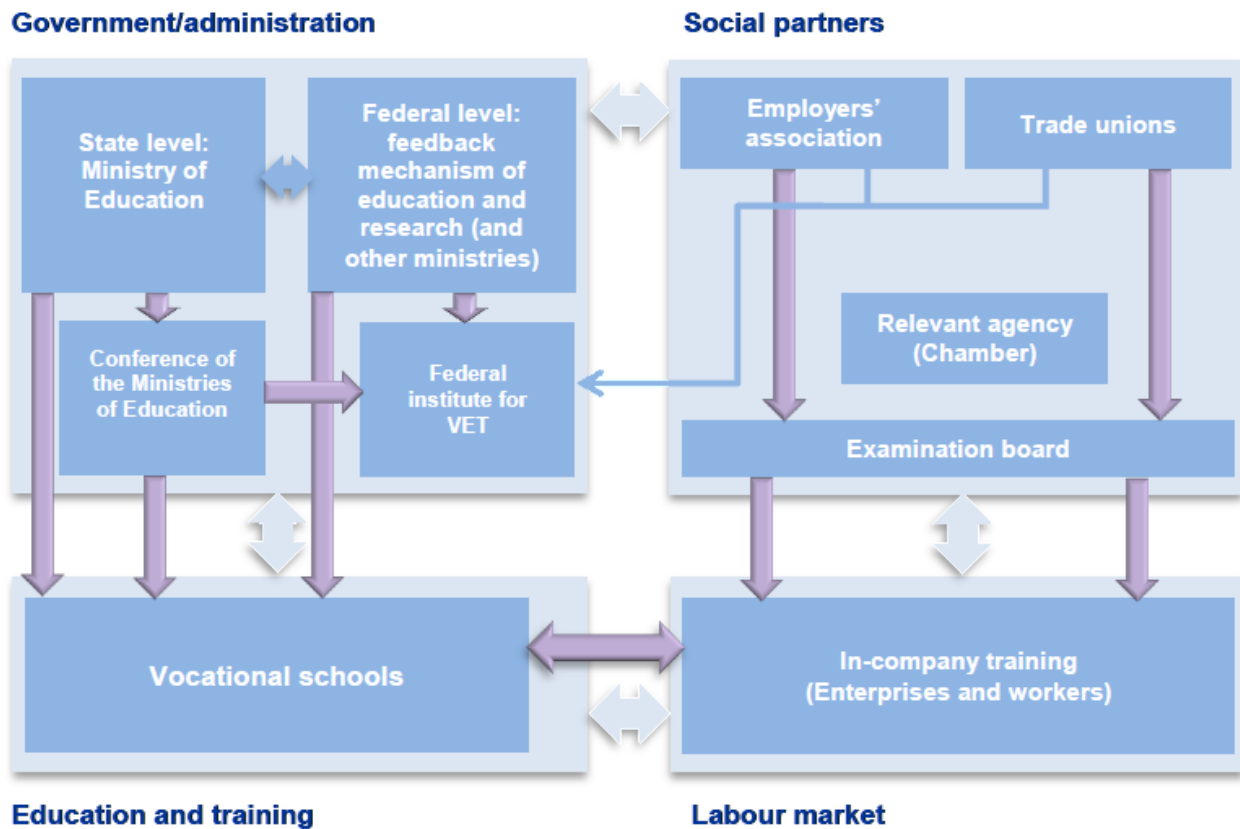 Government/administration
Social partners
State level:
Ministry of
Education
Federal level:
feedback
mechanism of
education and
research (and
other ministries)
Employers'
association
Trade unions
Conference of
the Ministries
of Education
Federal
institute for
VET
Relevant agency
(Chamber)
Examination board
Vocational schools
In-company training
(Enterprises and workers)
Education and training
Labour market